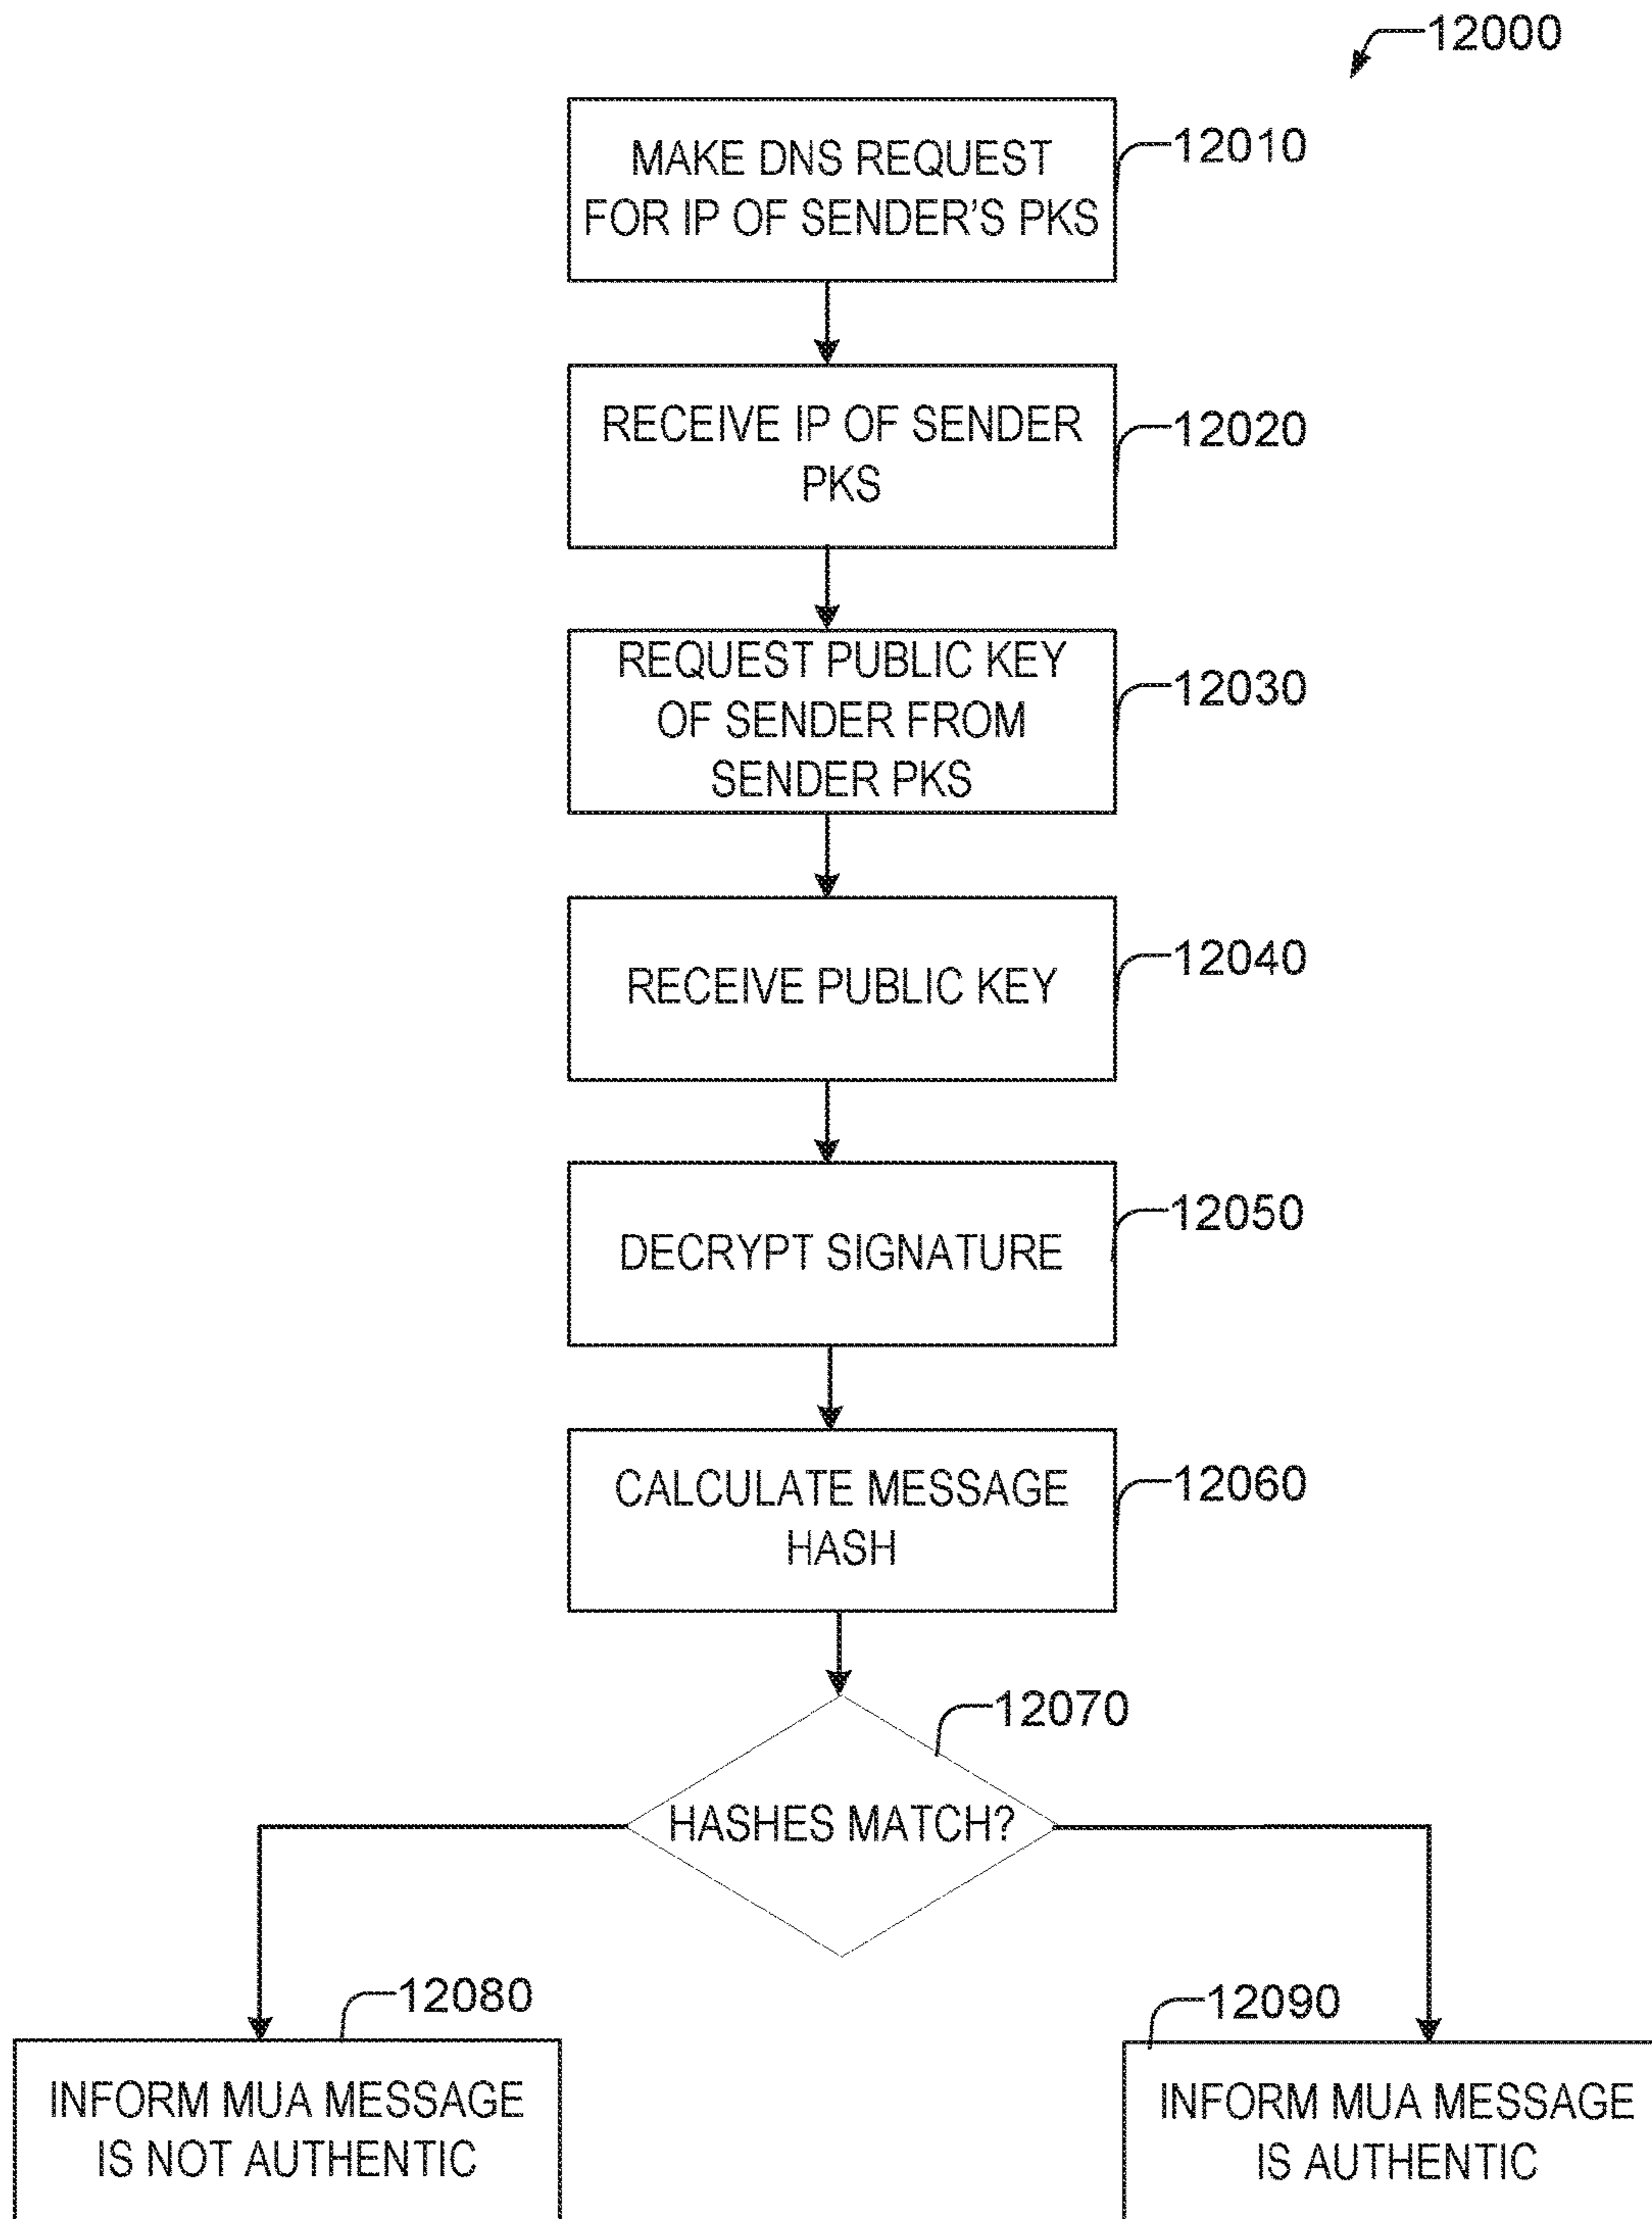 12000
MAKE DNS REQUEST
FOR IP OF SENDER'S PKS
12010
RECEIVE IP OF SENDER
PKS
12020
REQUEST PUBLIC KEY
OF SENDER FROM
SENDER PKS
12030
RECEIVE PUBLIC KEY
12040
DECRYPT SIGNATURE
12050
CALCULATE MESSAGE
HASH
12060
HASHES MATCH?
12070
12080
INFORM MUA MESSAGE
IS NOT AUTHENTIC
12090
INFORM MUA MESSAGE
IS AUTHENTIC